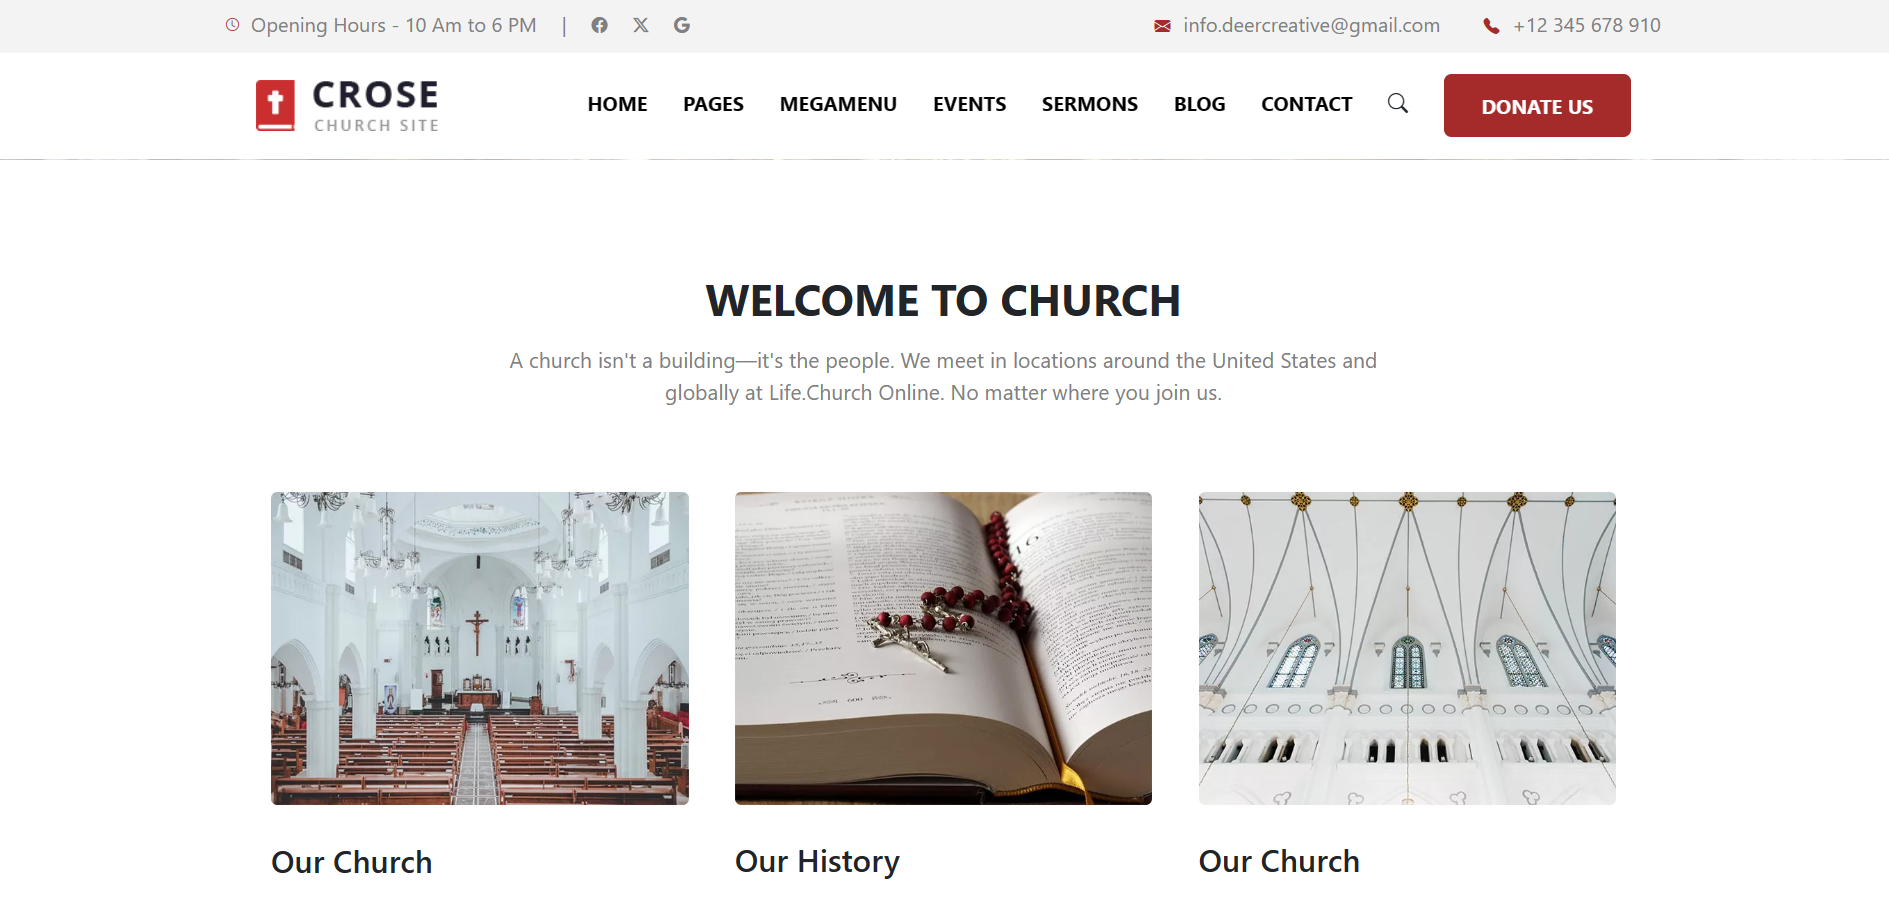 Opening Hours - 10 Am to 6 PM |
info.deercreative@gmail.com
+12 345 678 910
CROSE
CHURCH SITE
HOME PAGES MEGAMENU EVENTS SERMONS BLOG CONTACT
DONATE US
WELCOME TO CHURCH
A church isn't a building—it's the people. We meet in locations around the United States and
globally at Life.Church Online. No matter where you join us.
Our Church
Our History
Our Church